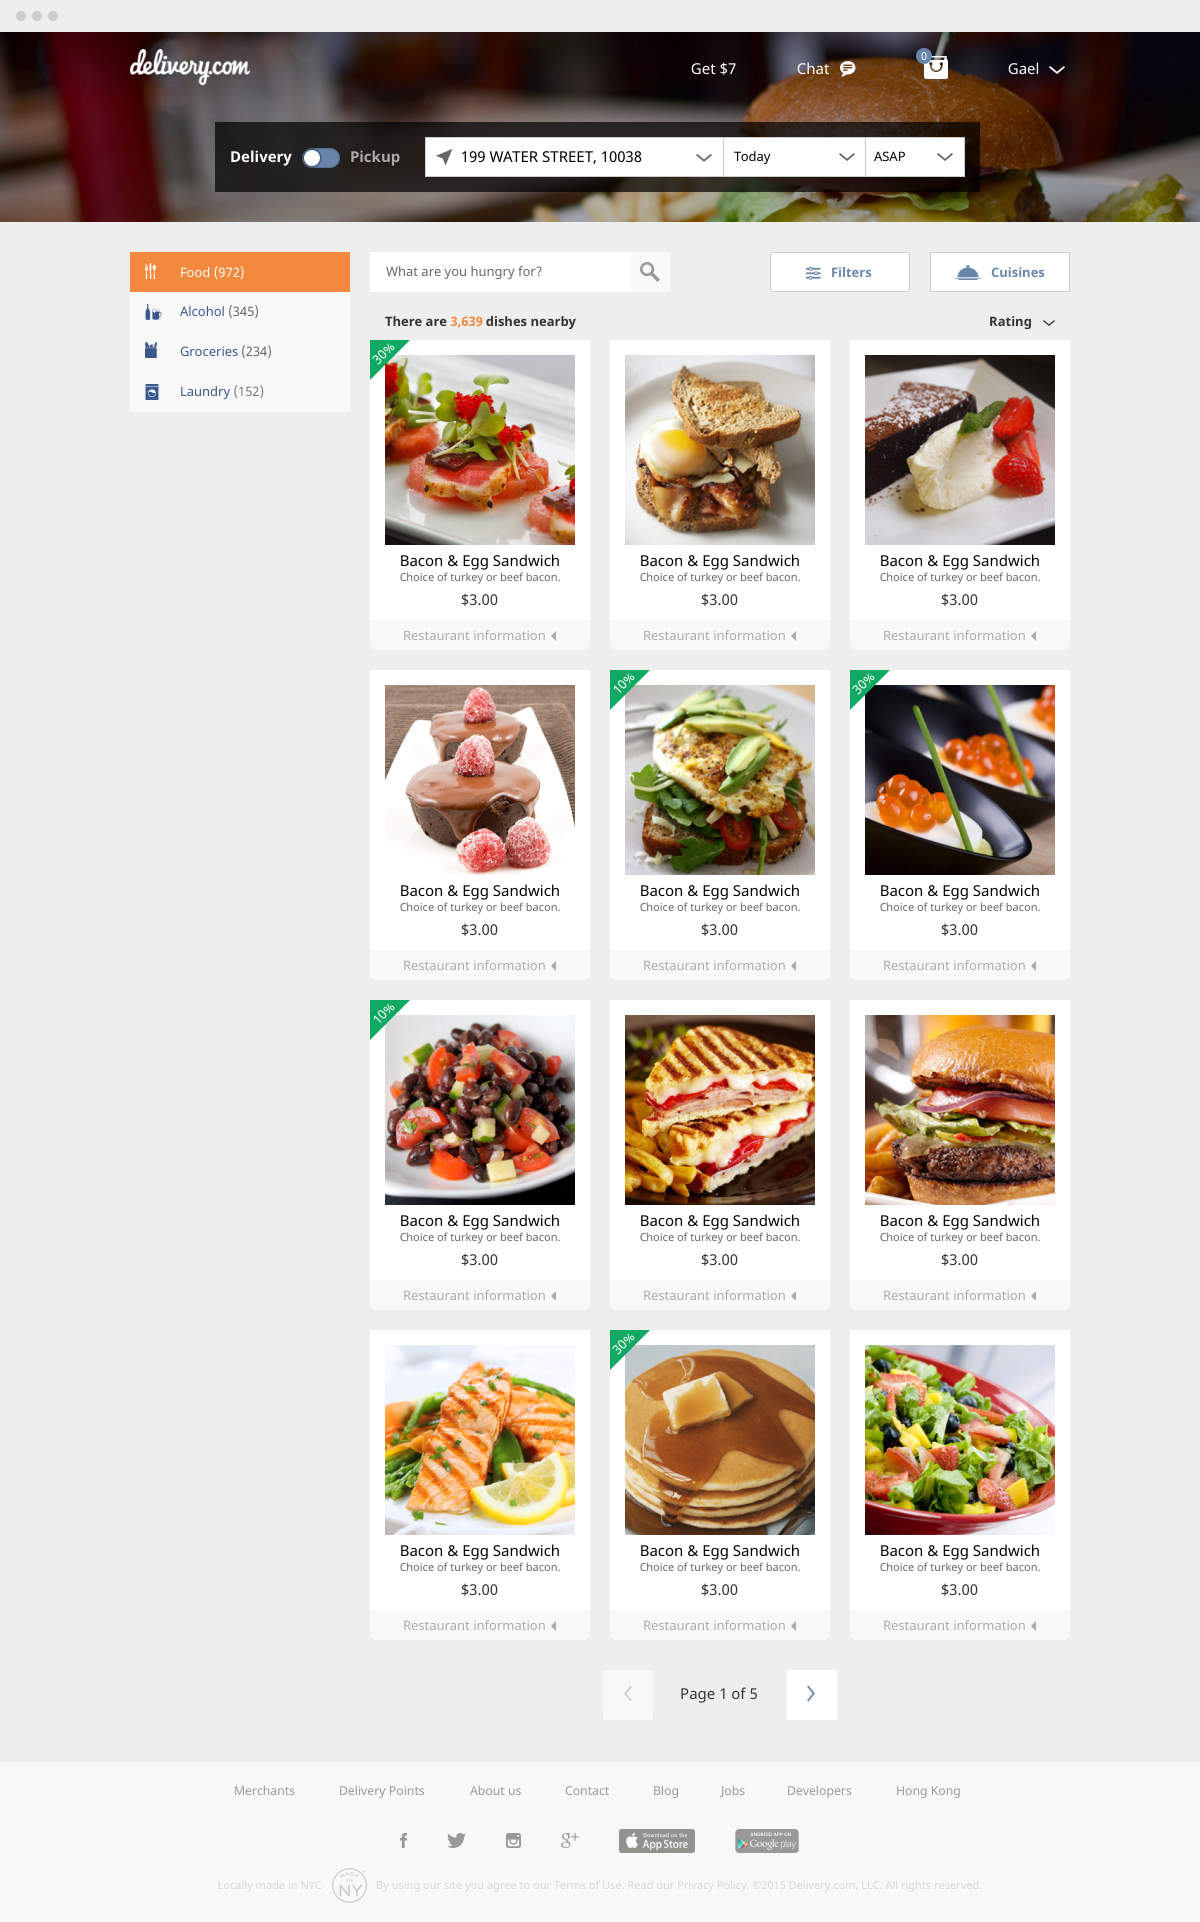 delivery.com
Get $7
Chat
0
Gael
Delivery
Pickup
199 WATER STREET, 10038
Today
ASAP
Food (972)
Alcohol (345)
Groceries (234)
Laundry (152)
What are you hungry for?
Filters
Cuisines
There are 3,639 dishes nearby
Rating
30%
Bacon & Egg Sandwich
Choice of turkey or beef bacon.
$3.00
Restaurant information
Bacon & Egg Sandwich
Choice of turkey or beef bacon.
$3.00
Restaurant information
Bacon & Egg Sandwich
Choice of turkey or beef bacon.
$3.00
Restaurant information
Bacon & Egg Sandwich
Choice of turkey or beef bacon.
$3.00
Restaurant information
10%
Bacon & Egg Sandwich
Choice of turkey or beef bacon.
$3.00
Restaurant information
30%
Bacon & Egg Sandwich
Choice of turkey or beef bacon.
$3.00
Restaurant information
10%
Bacon & Egg Sandwich
Choice of turkey or beef bacon.
$3.00
Restaurant information
Bacon & Egg Sandwich
Choice of turkey or beef bacon.
$3.00
Restaurant information
Bacon & Egg Sandwich
Choice of turkey or beef bacon.
$3.00
Restaurant information
Bacon & Egg Sandwich
Choice of turkey or beef bacon.
$3.00
Restaurant information
30%
Bacon & Egg Sandwich
Choice of turkey or beef bacon.
$3.00
Restaurant information
Bacon & Egg Sandwich
Choice of turkey or beef bacon.
$3.00
Restaurant information
Page 1 of 5
Merchants
Delivery Points
About us
Contact
Blog
Jobs
Developers
Hong Kong
Download on the
App Store
ANDROID APP ON
Google play
Locally made in NYC
MADE
IN
NY
By using our site you agree to our Terms of Use. Read our Privacy Policy. ©2015 Delivery.com, LLC. All rights reserved.